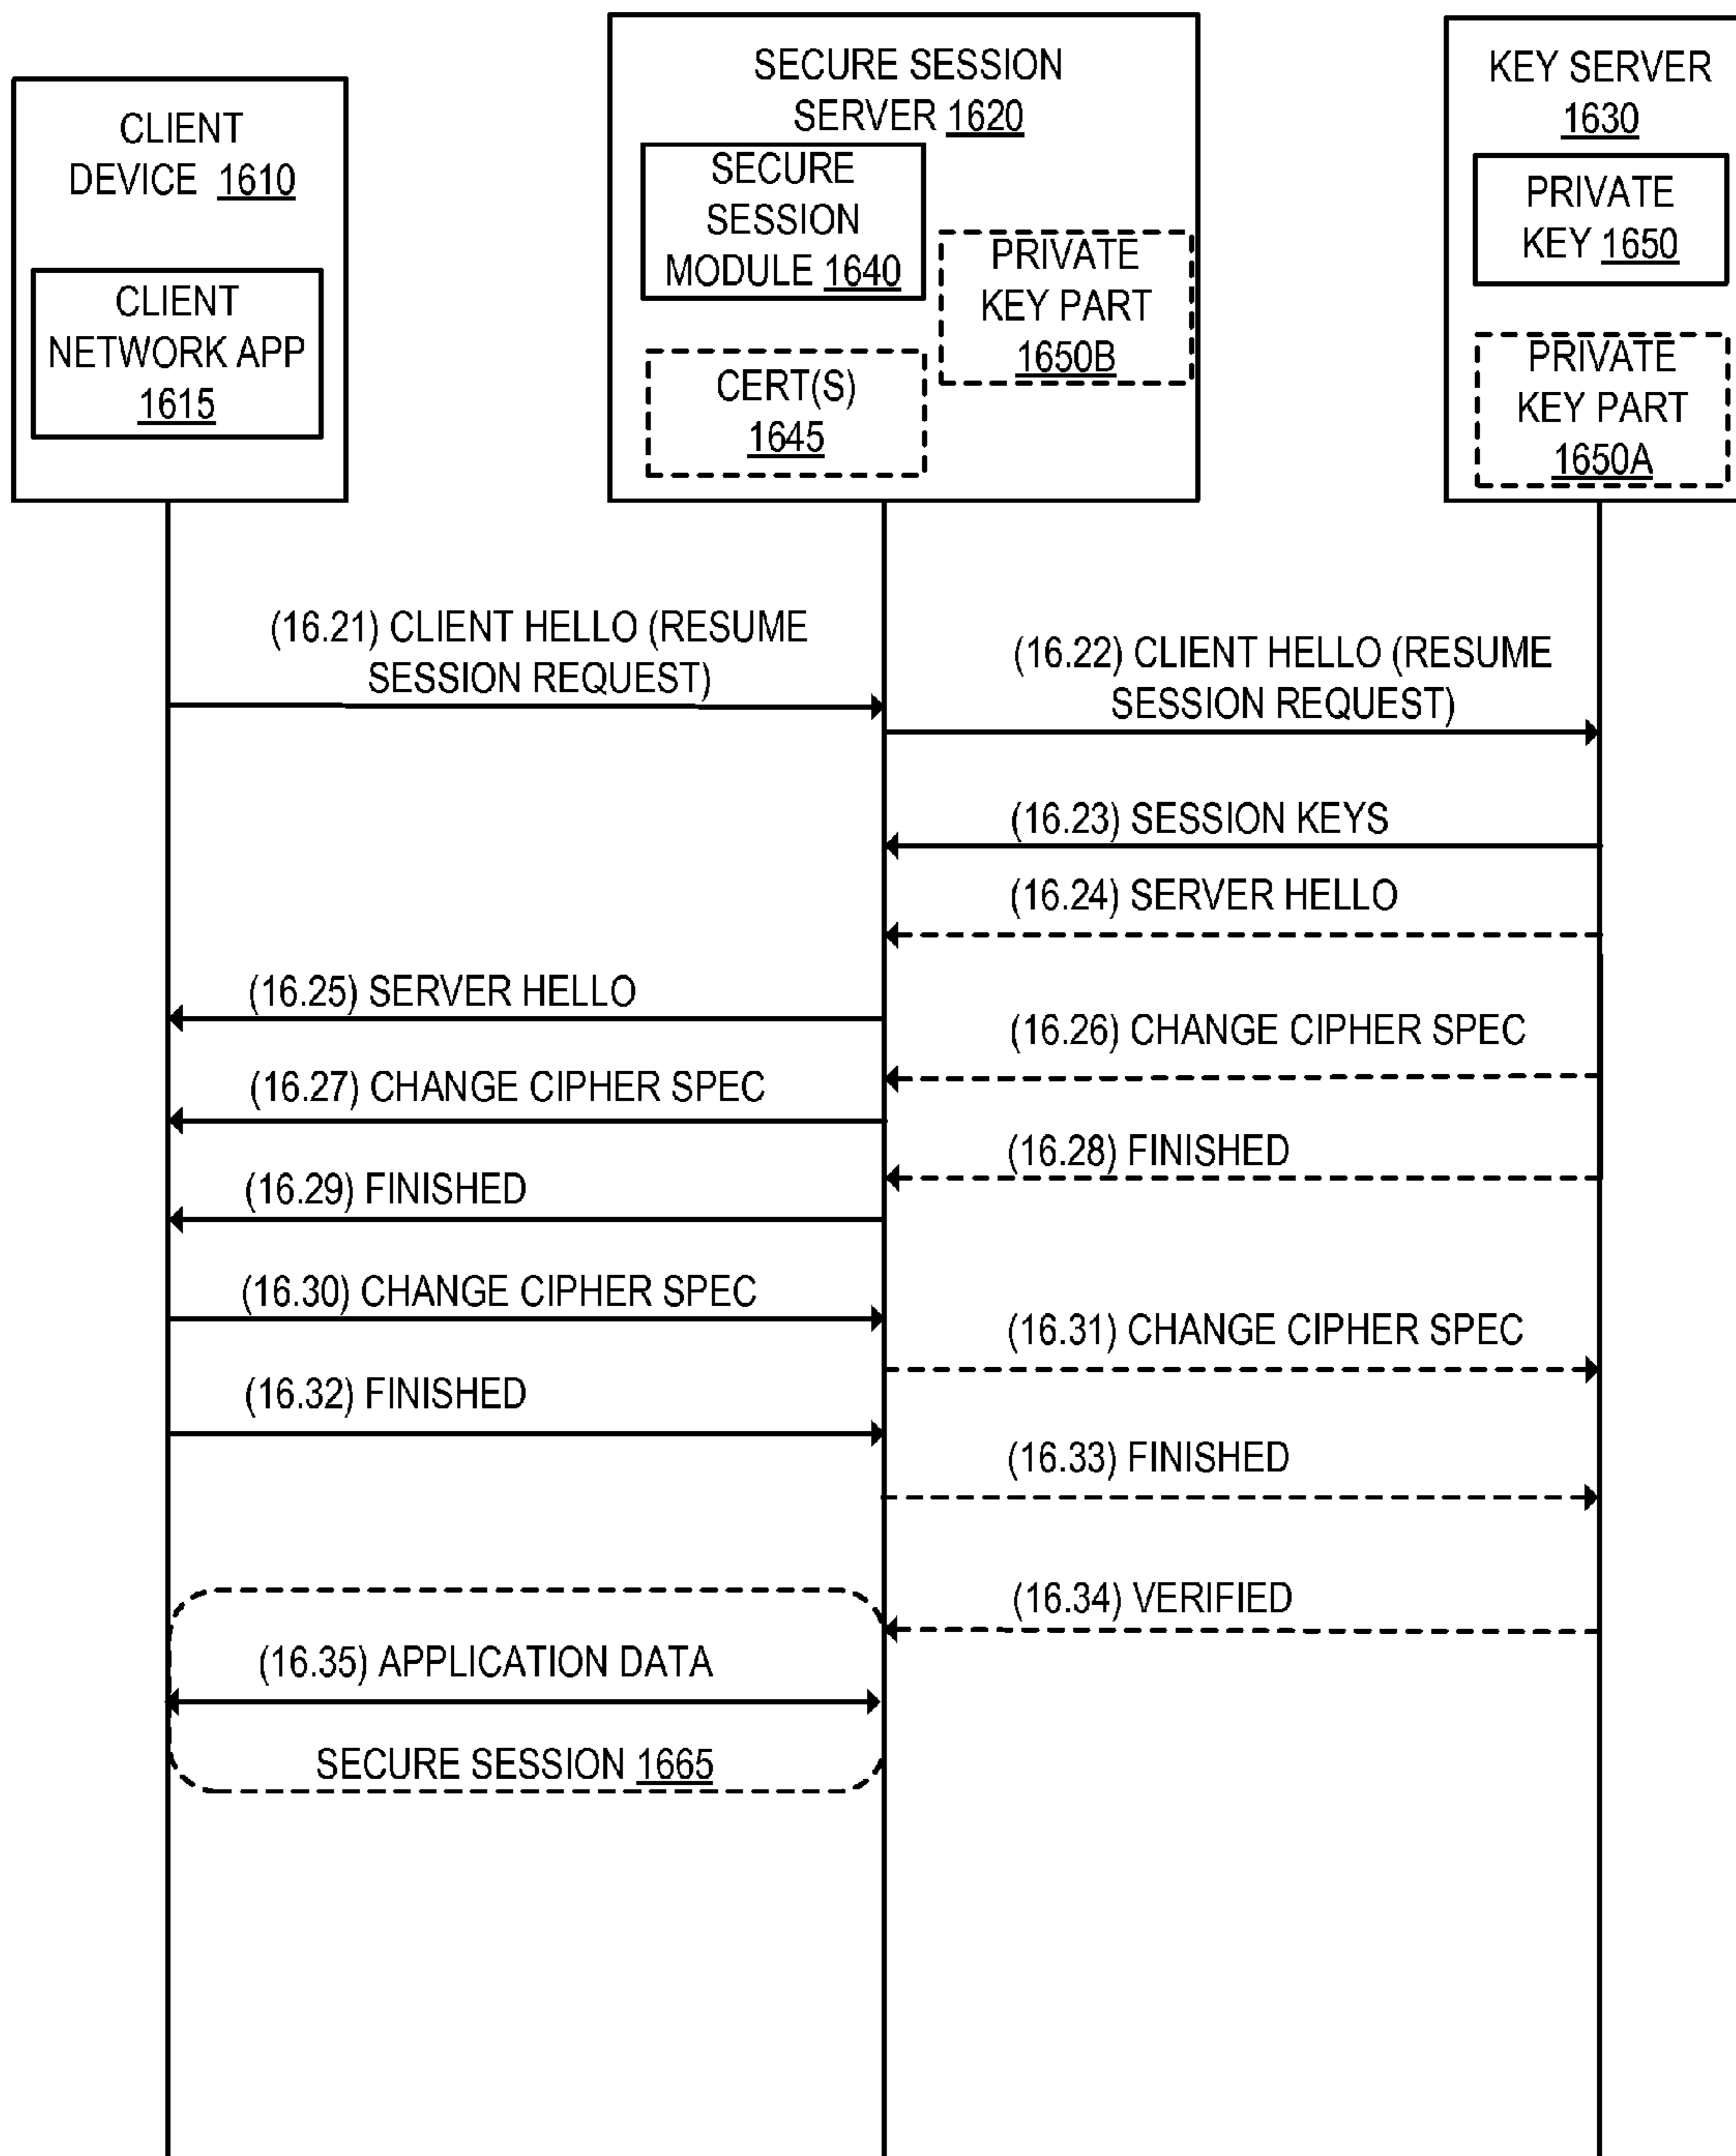 CLIENT
DEVICE 1610
CLIENT
NETWORK APP
1615
SECURE SESSION
SERVER 1620
SECURE
SESSION
MODULE 1640
PRIVATE
KEY PART
1650B
CERT(S)
1645
KEY SERVER
1630
PRIVATE
KEY 1650
PRIVATE
KEY PART
1650A
(16.21) CLIENT HELLO (RESUME
SESSION REQUEST)
(16.22) CLIENT HELLO (RESUME
SESSION REQUEST)
(16.23) SESSION KEYS
(16.24) SERVER HELLO
(16.25) SERVER HELLO
(16.26) CHANGE CIPHER SPEC
(16.27) CHANGE CIPHER SPEC
(16.28) FINISHED
(16.29) FINISHED
(16.30) CHANGE CIPHER SPEC
(16.31) CHANGE CIPHER SPEC
(16.32) FINISHED
(16.33) FINISHED
(16.34) VERIFIED
(16.35) APPLICATION DATA
SECURE SESSION 1665